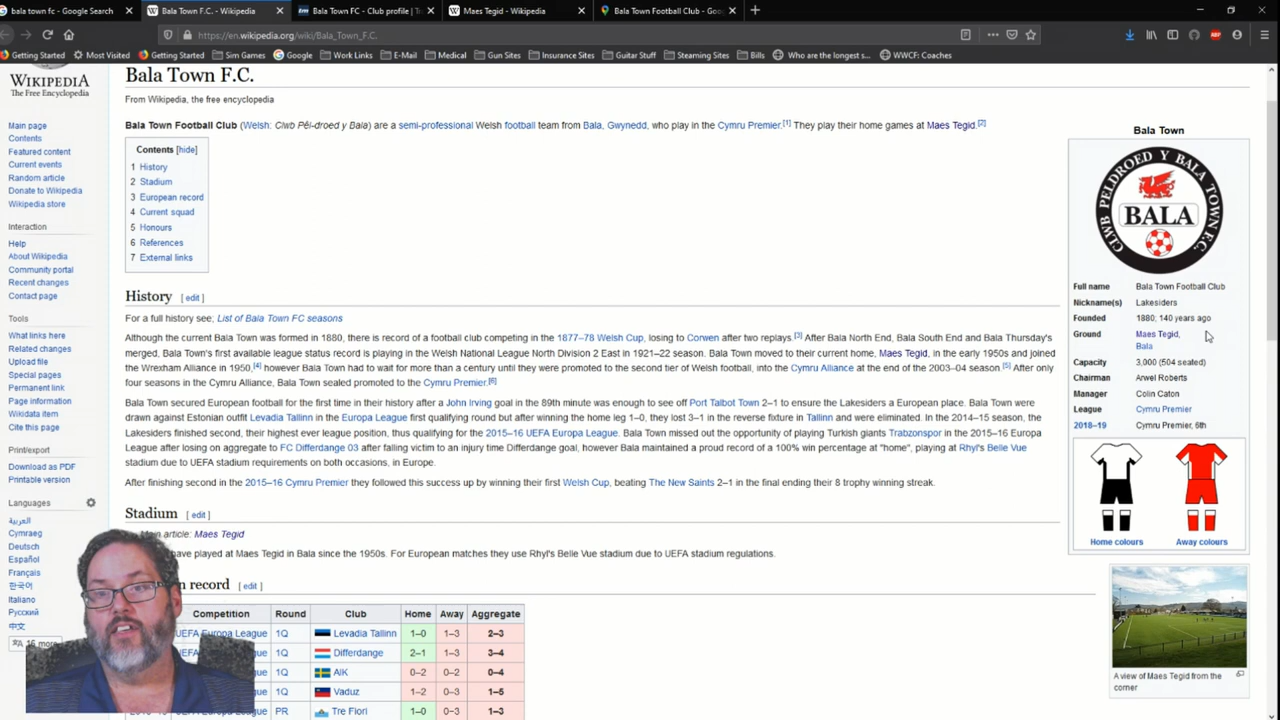 bala town fc - Google Search
Bala Town F.C. - Wikipedia
Bala Town FC - Club profile | T
Maes Tegid - Wikipedia
Bala Town Football Club - Goo
https://en.wikipedia.org/wiki/Bala_Town_F.C.
Getting Started
Most Visited
Getting Started
Sim Games
Google
Work Links
E-Mail
Medical
Gun Sites
Insurance Sites
Guitar Stuff
Steaming Sites
Bills
Who are the longest s...
WWCF: Coaches
WIKIPEDIA
The Free Encyclopedia
Main page
Contents
Featured content
Current events
Random article
Donate to Wikipedia
Wikipedia store
Interaction
Help
About Wikipedia
Community portal
Recent changes
Contact page
Tools
What links here
Related changes
Upload file
Special pages
Permanent link
Page information
Wikidata item
Cite this page
Print/export
Download as PDF
Printable version
Languages
العربية
Cymraeg
Deutsch
Español
Français
한국어
Italiano
Русский
中文
16 more
Bala Town F.C.
From Wikipedia, the free encyclopedia
Bala Town Football Club (Welsh: Clwb Pêl-droed y Bala) are a semi-professional Welsh football team from Bala, Gwynedd, who play in the Cymru Premier.[1] They play their home games at Maes Tegid.[2]
Contents [hide]
1 History
2 Stadium
3 European record
4 Current squad
5 Honours
6 References
7 External links
History [ edit ]
For a full history see; List of Bala Town FC seasons
Although the current Bala Town was formed in 1880, there is record of a football club competing in the 1877–78 Welsh Cup, losing to Corwen after two replays.[3] After Bala North End, Bala South End and Bala Thursday's
merged, Bala Town's first available league status record is playing in the Welsh National League North Division 2 East in 1921–22 season. Bala Town moved to their current home, Maes Tegid, in the early 1950s and joined
the Wrexham Alliance in 1950,[4] however Bala Town had to wait for more than a century until they were promoted to the second tier of Welsh football, into the Cymru Alliance at the end of the 2003–04 season.[5] After only
four seasons in the Cymru Alliance, Bala Town sealed promoted to the Cymru Premier.[6]
Bala Town secured European football for the first time in their history after a John Irving goal in the 89th minute was enough to see off Port Talbot Town 2–1 to ensure the Lakesiders a European place. Bala Town were
drawn against Estonian outfit Levadia Tallinn in the Europa League first qualifying round but after winning the home leg 1–0, they lost 3–1 in the reverse fixture in Tallinn and were eliminated. In the 2014–15 season, the
Lakesiders finished second, their highest ever league position, thus qualifying for the 2015–16 UEFA Europa League. Bala Town missed out the opportunity of playing Turkish giants Trabzonspor in the 2015–16 Europa
League after losing on aggregate to FC Differdange 03 after falling victim to an injury time Differdange goal, however Bala maintained a proud record of a 100% win percentage at "home", playing at Rhyl's Belle Vue
stadium due to UEFA stadium requirements on both occasions, in Europe.
After finishing second in the 2015–16 Cymru Premier they followed this success up by winning their first Welsh Cup, beating The New Saints 2–1 in the final ending their 8 trophy winning streak.
Stadium [ edit ]
Main article: Maes Tegid
have played at Maes Tegid in Bala since the 1950s. For European matches they use Rhyl's Belle Vue stadium due to UEFA stadium regulations.
n record [ edit ]
Competition Round Club Home Away Aggregate
UEFA Europa League 1Q Levadia Tallinn 1–0 1–3 2–3
UEFA Europa League 1Q Differdange 2–1 1–3 3–4
UEFA Europa League 1Q AIK 0–2 0–2 0–4
UEFA Europa League 1Q Vaduz 1–2 0–3 1–5
UEFA Europa League PR Tre Fiori 1–0 0–3 1–3
Bala Town
CLWB PELDROED Y BALA TOWN F.C.
BALA
Full name Bala Town Football Club
Nickname(s) Lakesiders
Founded 1880; 140 years ago
Ground Maes Tegid,
Bala
Capacity 3,000 (504 seated)
Chairman Arwel Roberts
Manager Colin Caton
League Cymru Premier
2018–19 Cymru Premier, 6th
Home colours
Away colours
A view of Maes Tegid from the
corner